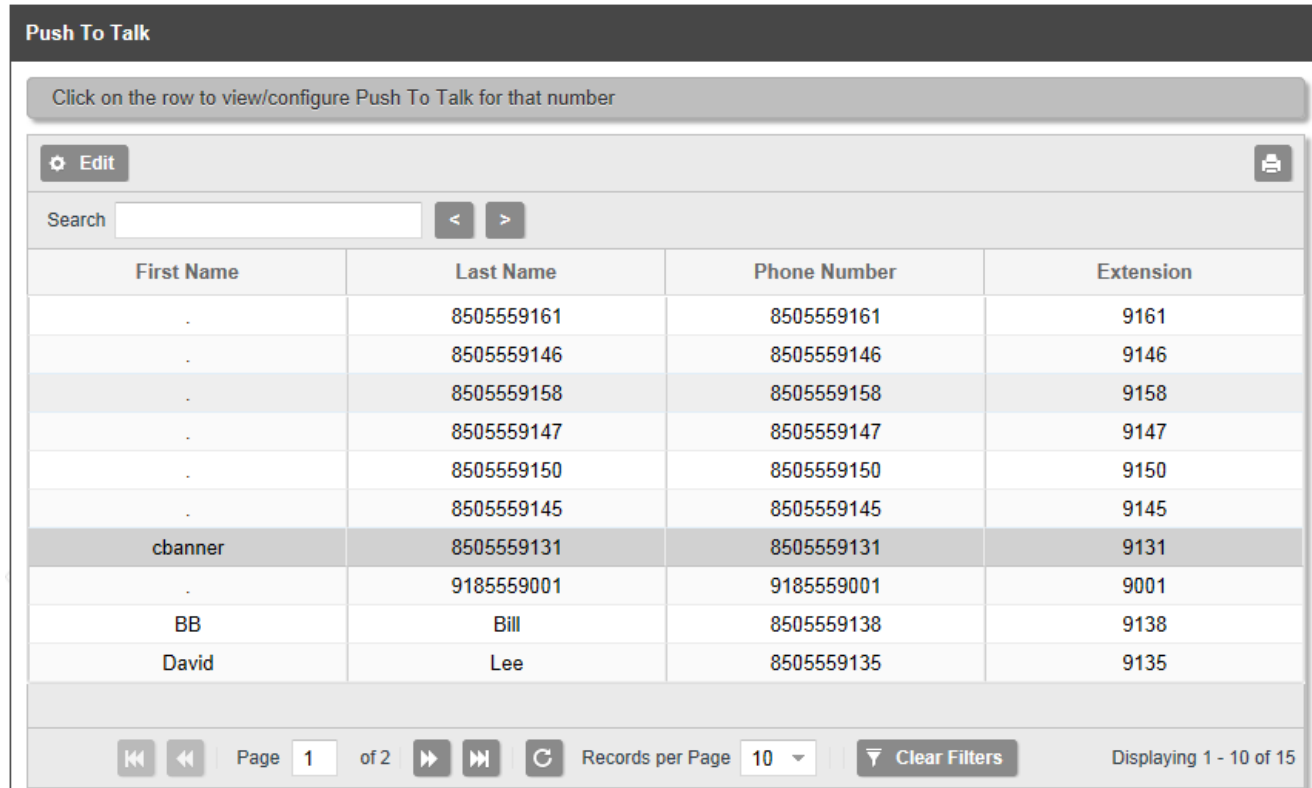 Push To Talk
Click on the row to view/configure Push To Talk for that number
Edit
Search < >
First Name Last Name Phone Number Extension
. 8505559161 8505559161 9161
. 8505559146 8505559146 9146
. 8505559158 8505559158 9158
. 8505559147 8505559147 9147
. 8505559150 8505559150 9150
. 8505559145 8505559145 9145
cbanner 8505559131 8505559131 9131
. 9185559001 9185559001 9001
BB Bill 8505559138 9138
David Lee 8505559135 9135
Page 1 of 2 Records per Page 10 Clear Filters Displaying 1 - 10 of 15